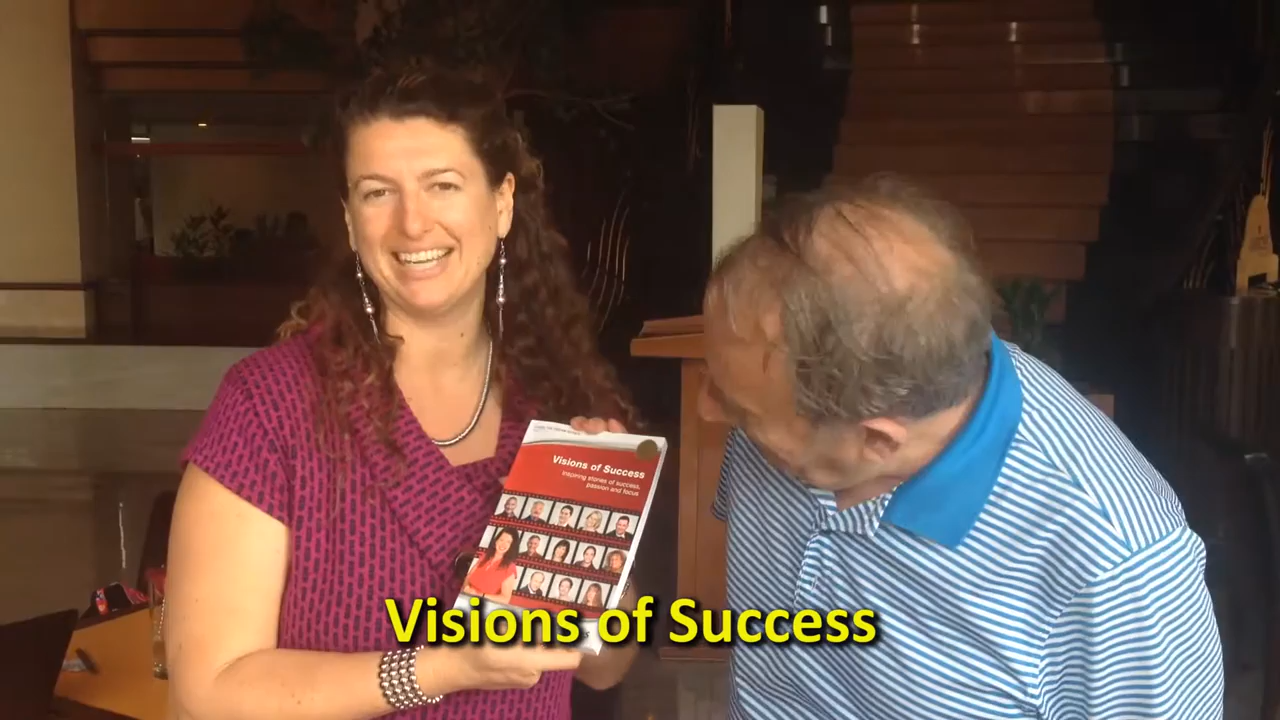 Visions of Success
Inspiring stories of success,
passion and focus
Visions of Success